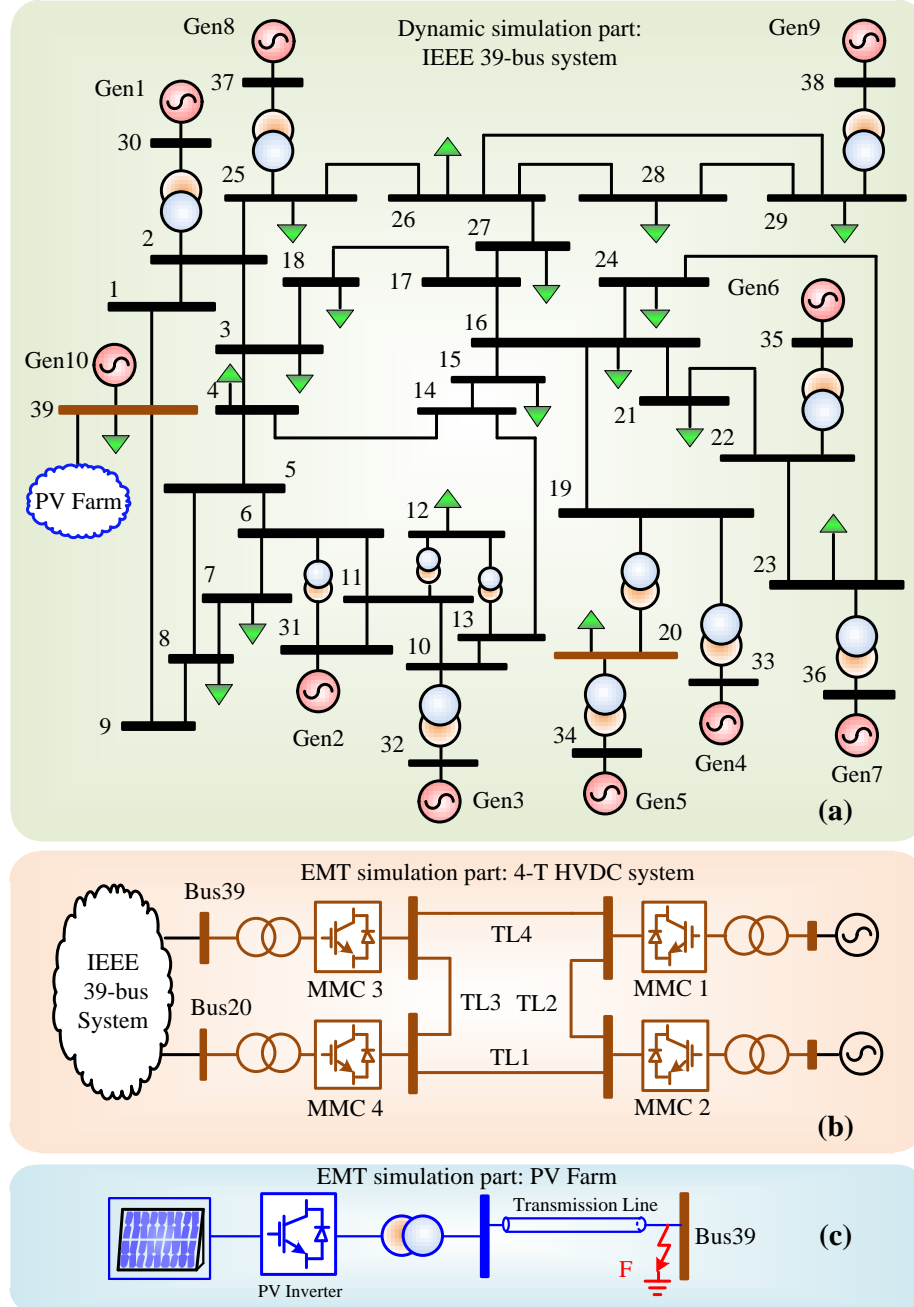 Gen8
Dynamic simulation part:
IEEE 39-bus system
Gen9
37
38
Gen1
30
25
26
28
29
2
27
18
17
24
Gen6
1
16
35
3
15
Gen10
4
14
21
39
22
PV Farm
5
19
6
12
23
7
11
13
31
8
10
20
33
36
9
Gen2
32
34
Gen4
Gen7
Gen3
Gen5
(a)
EMT simulation part: 4-T HVDC system
Bus39
TL4
IEEE
39-bus
System
MMC 3
MMC 1
TL3
TL2
Bus20
TL1
MMC 4
MMC 2
(b)
EMT simulation part: PV Farm
Transmission Line
Bus39
(c)
F
PV Inverter